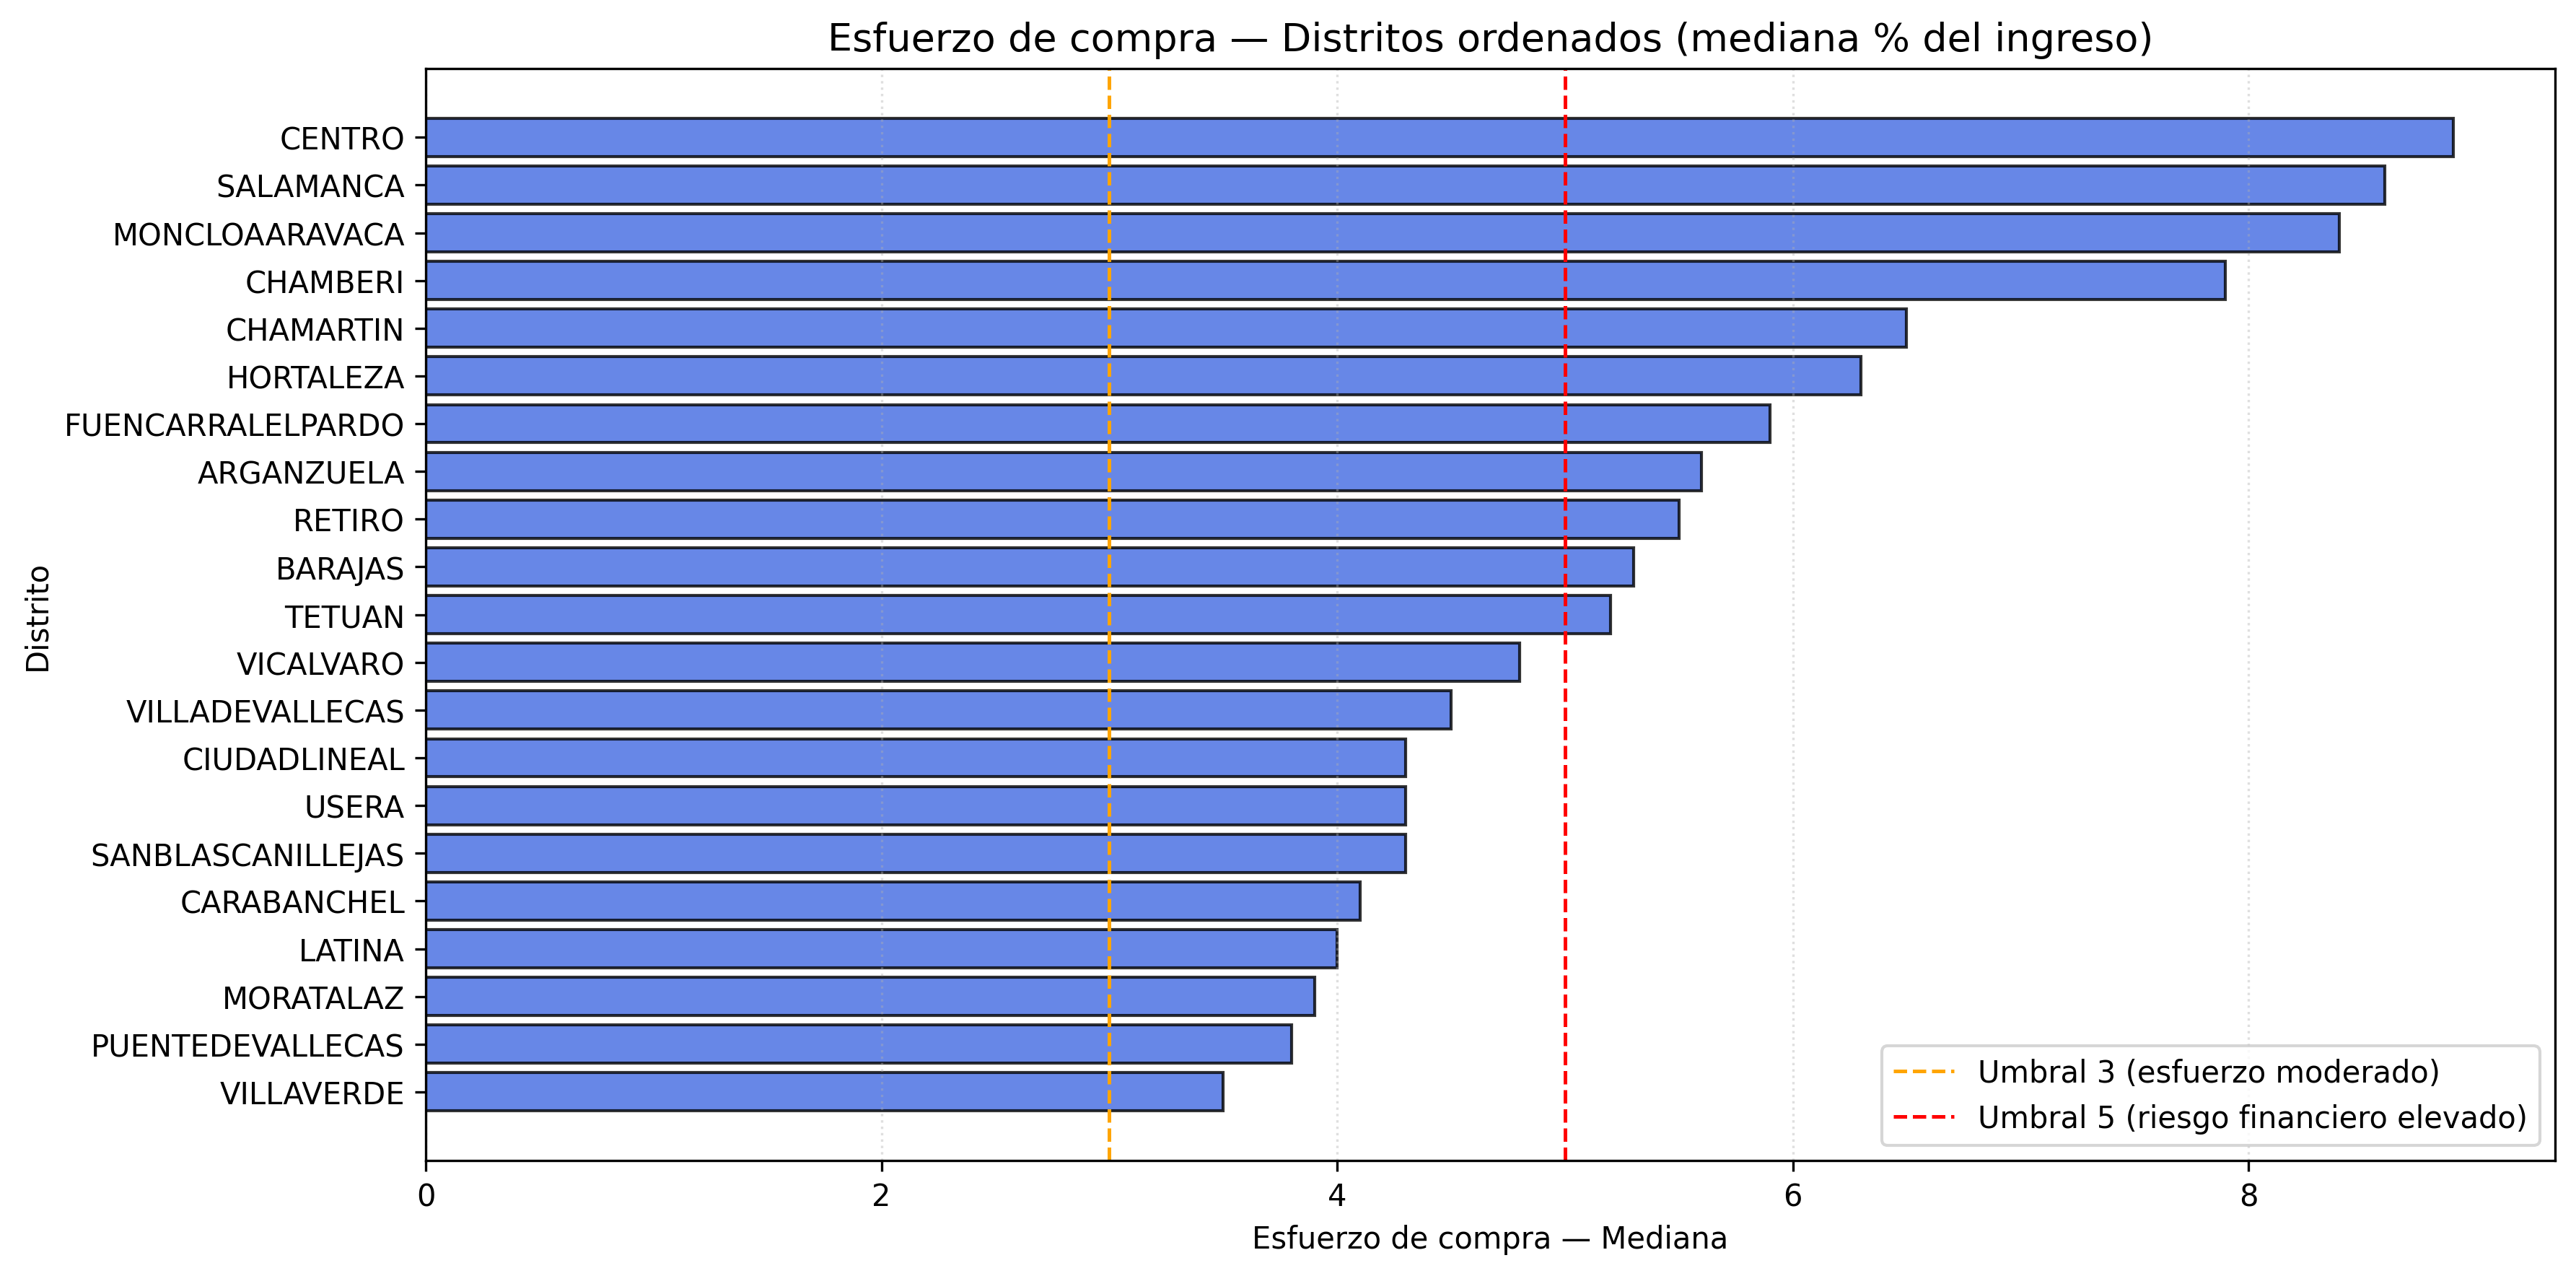 Esfuerzo de compra — Distritos ordenados (mediana % del ingreso)
Distrito
CENTRO
SALAMANCA
MONCLOAARAVACA
CHAMBERI
CHAMARTIN
HORTALEZA
FUENCARRALELPARDO
ARGANZUELA
RETIRO
BARAJAS
TETUAN
VICALVARO
VILLADEVALLECAS
CIUDADLINEAL
USERA
SANBLASCANILLEJAS
CARABANCHEL
LATINA
MORATALAZ
PUENTEDEVALLECAS
VILLAVERDE
Umbral 3 (esfuerzo moderado)
Umbral 5 (riesgo financiero elevado)
0 2 4 6 8
Esfuerzo de compra — Mediana